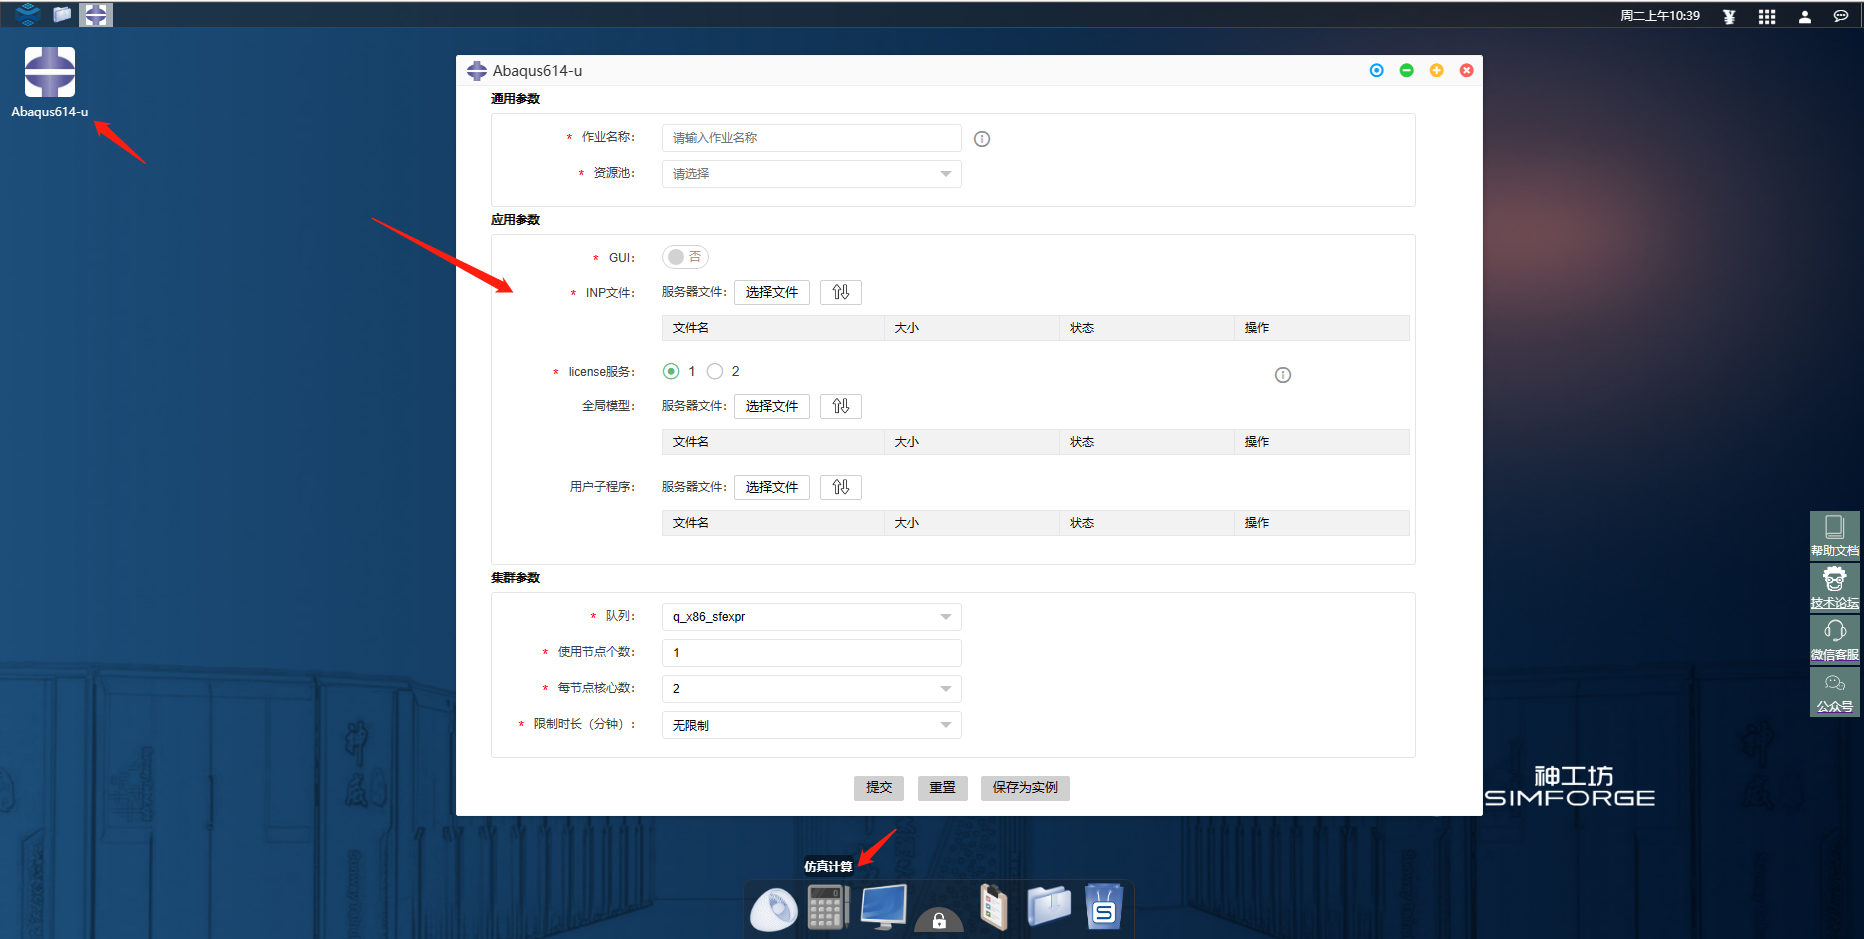 周二上午10:39
Abaqus614-u
Abaqus614-u
通用参数
* 作业名称: 请输入作业名称
* 资源池: 请选择
应用参数
* GUI: 否
* INP文件: 服务器文件: 选择文件
文件名 大小 状态 操作
* license服务: 1 2
全局模型: 服务器文件: 选择文件
文件名 大小 状态 操作
用户子程序: 服务器文件: 选择文件
文件名 大小 状态 操作
集群参数
* 队列: q_x86_sfexpr
* 使用节点个数: 1
* 每节点核心数: 2
* 限制时长（分钟）: 无限制
提交 重置 保存为实例
帮助文档
技术论坛
微信客服
公众号
神工坊
SIMFORGE
仿真计算